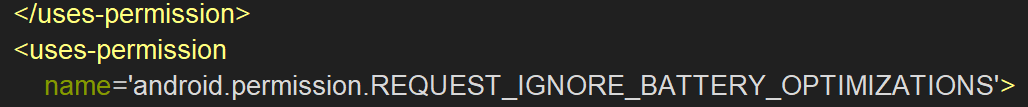 </uses-permission>
<uses-permission
name='android.permission.REQUEST_IGNORE_BATTERY_OPTIMIZATIONS'>